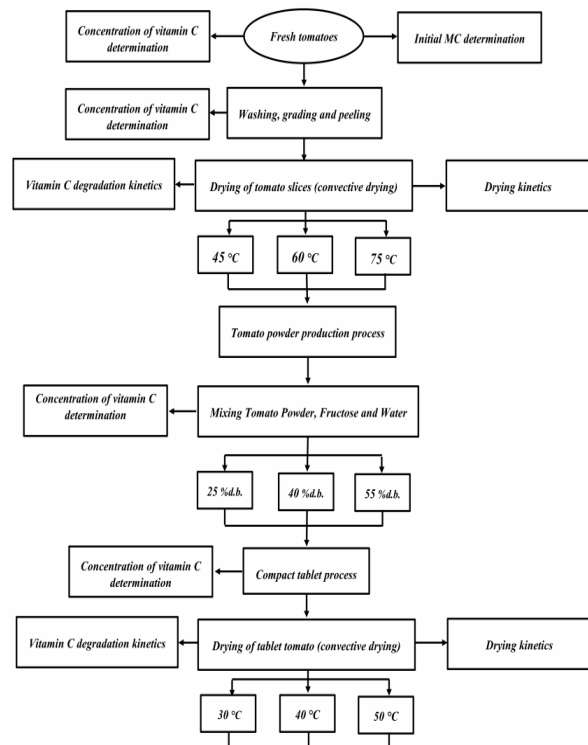 Concentration of vitamin C
determination
Fresh tomatoes
Initial MC determination
Concentration of vitamin C
determination
Washing, grading and peeling
Vitamin C degradation kinetics
Drying of tomato slices (convective drying)
Drying kinetics
45 °C
60 °C
75 °C
Tomato powder production process
Concentration of vitamin C
determination
Mixing Tomato Powder, Fructose and Water
25 %d.b.
40 %d.b.
55 %d.b.
Concentration of vitamin C
determination
Compact tablet process
Vitamin C degradation kinetics
Drying of tablet tomato (convective drying)
Drying kinetics
30 °C
40 °C
50 °C